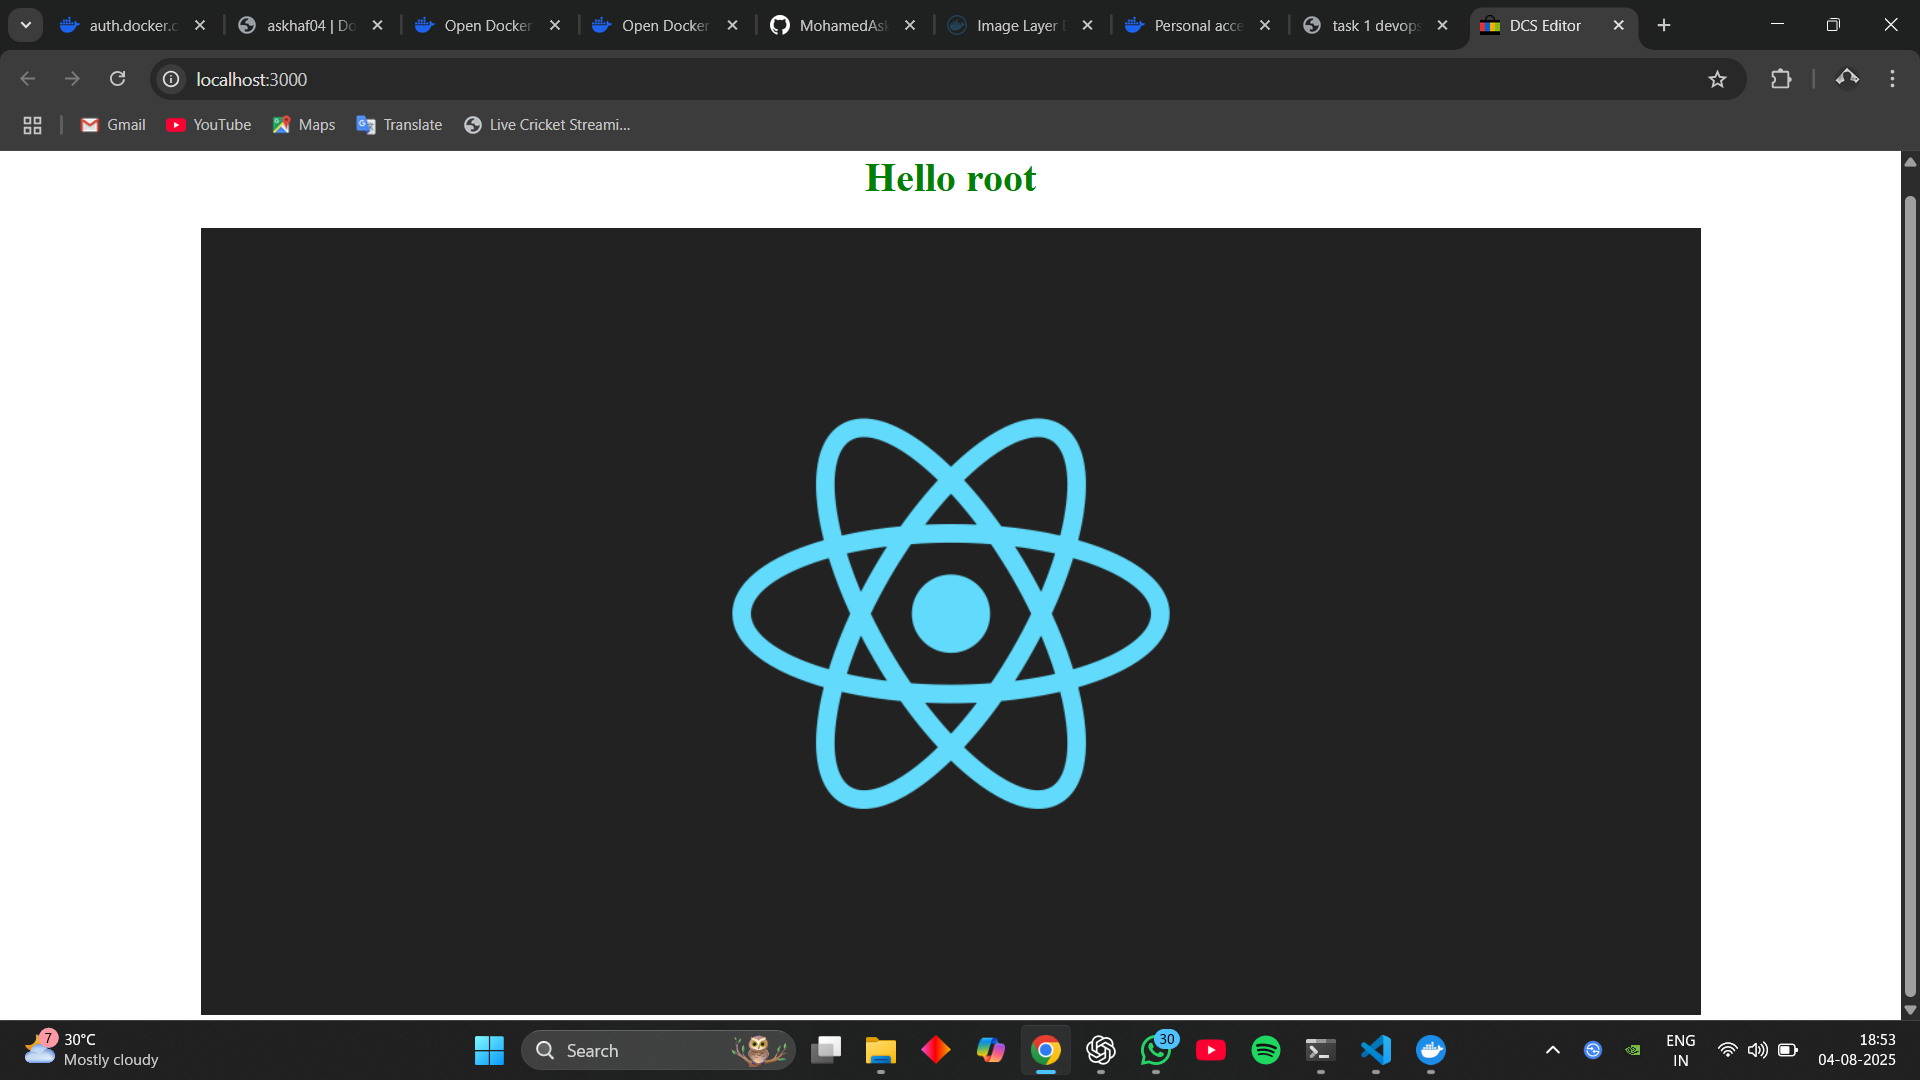 auth.docker.c
askhaf04 | Do
Open Docker
Open Docker
MohamedAsk
Image Layer D
Personal acce
task 1 devops
DCS Editor
localhost:3000
Gmail
YouTube
Maps
Translate
Live Cricket Streami...
Hello root
7
30°C
Mostly cloudy
Search
30
ENG
IN
18:53
04-08-2025